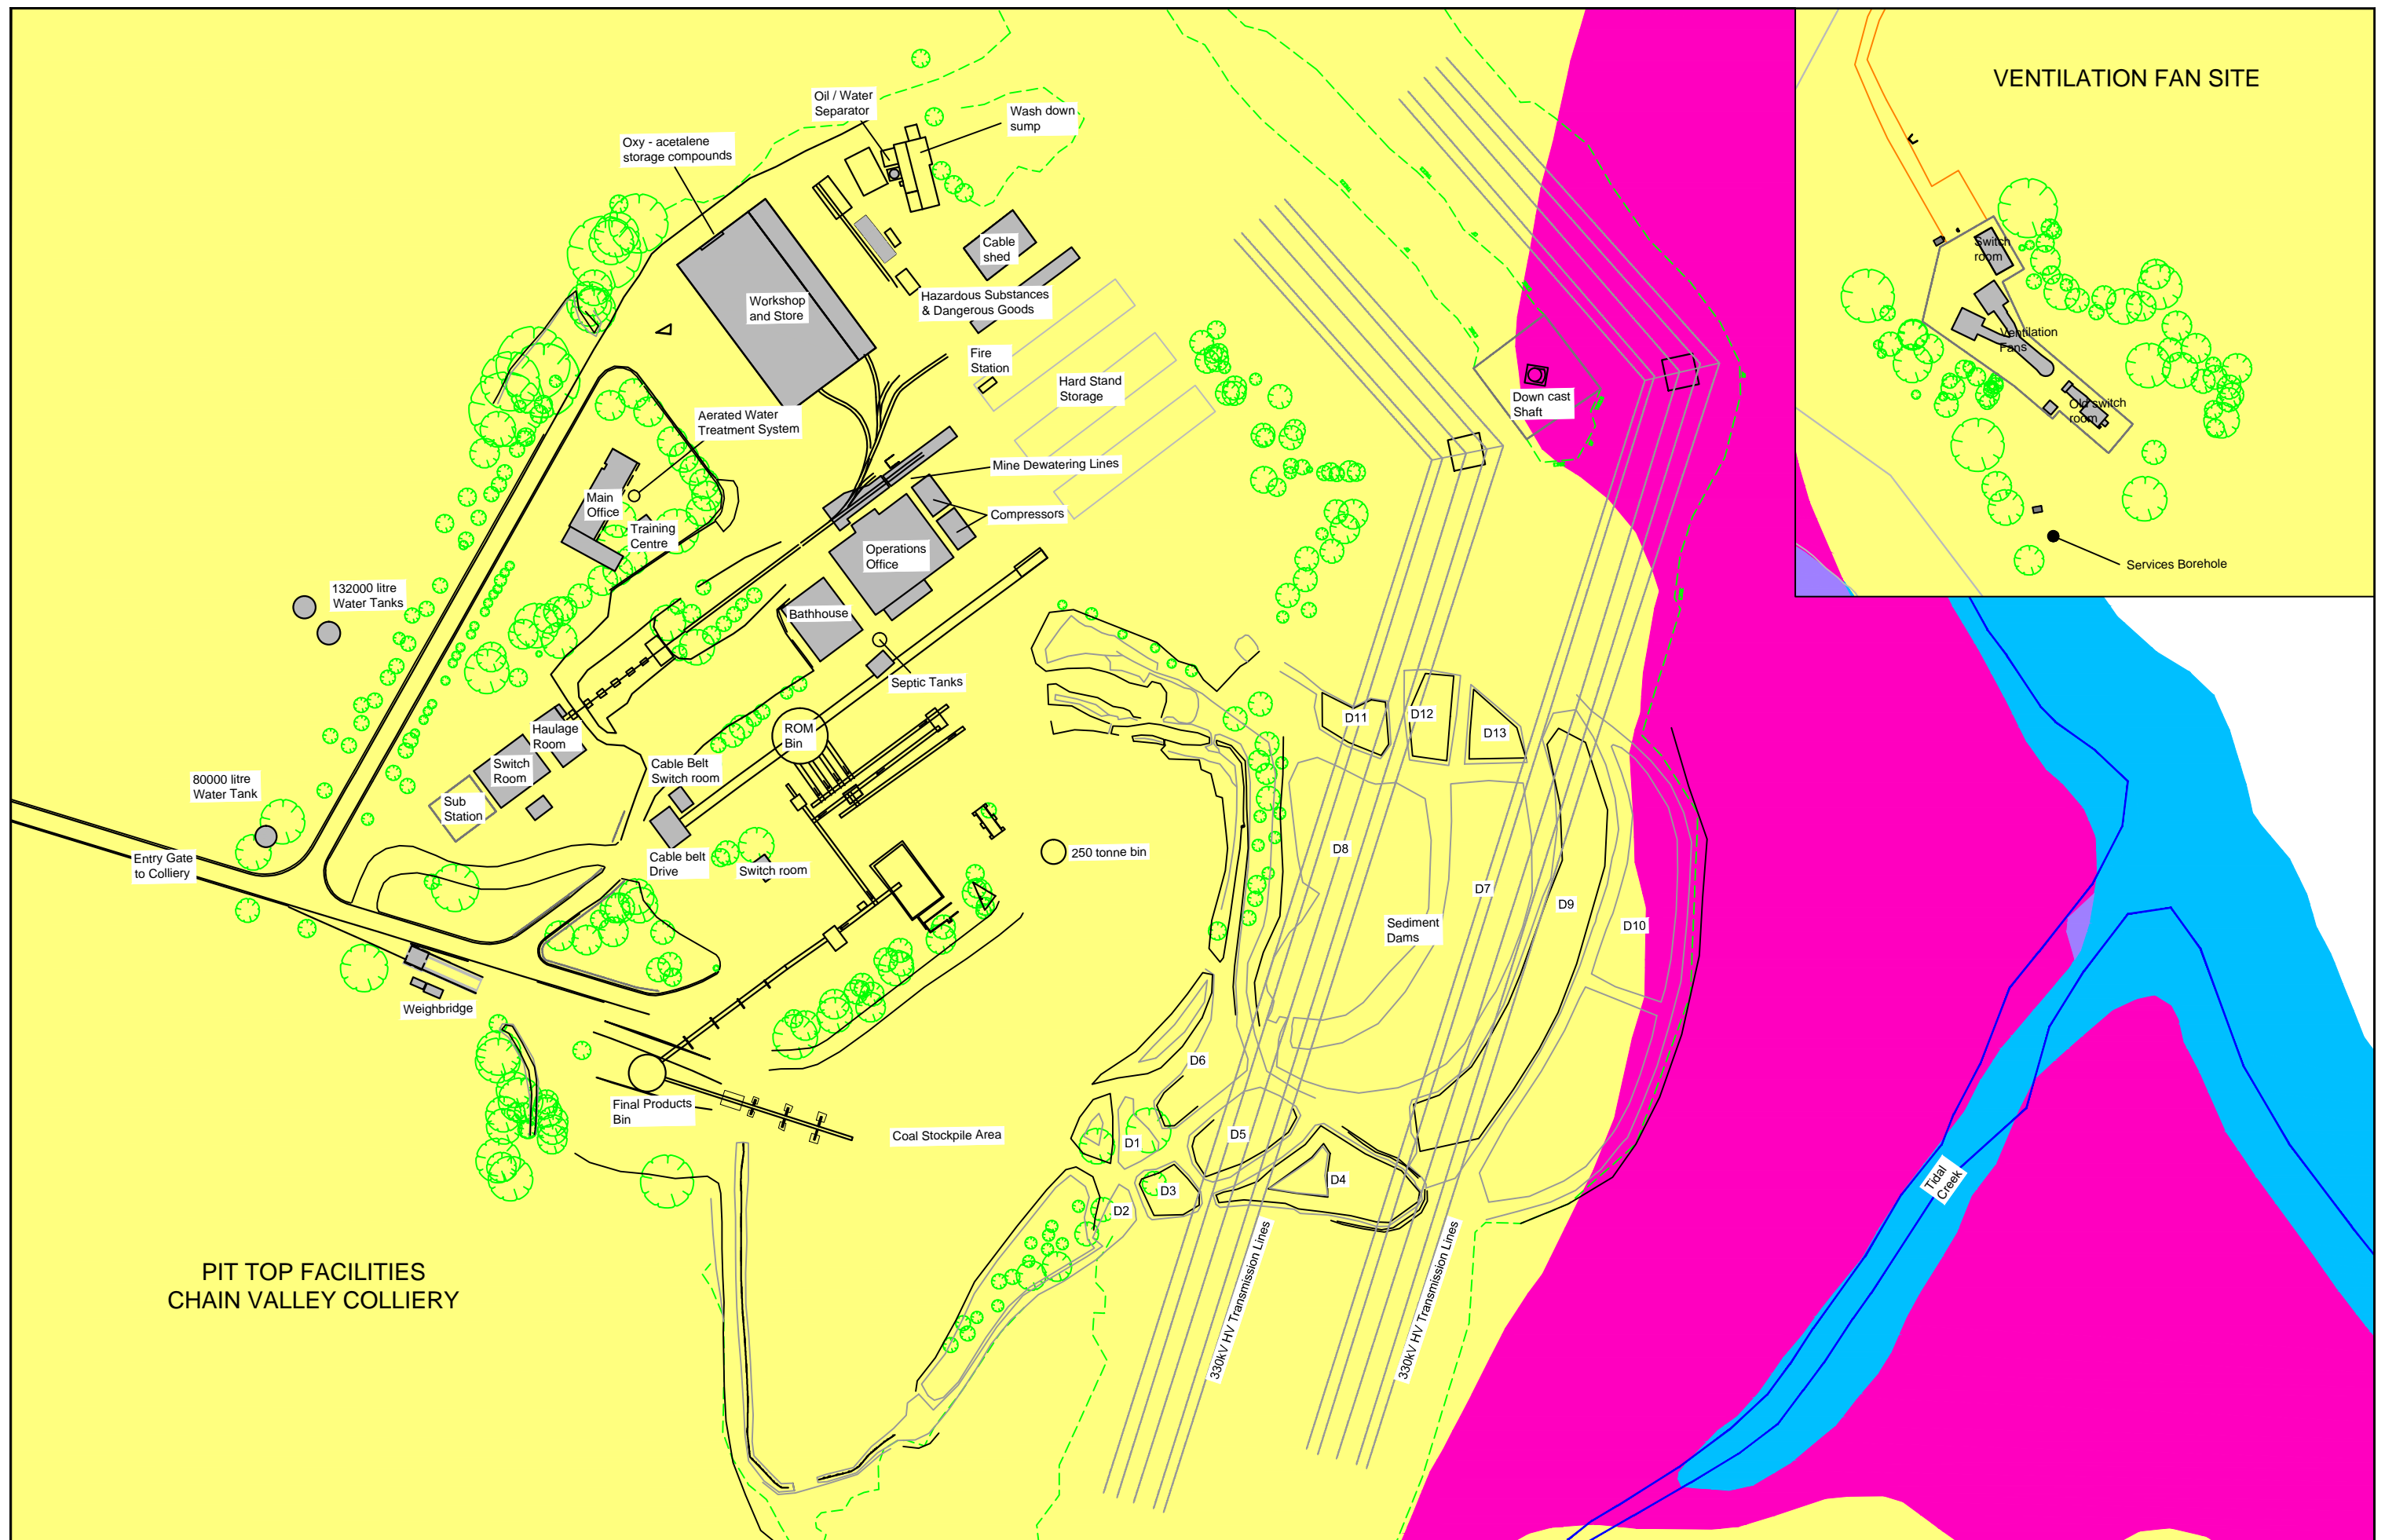 VENTILATION FAN SITE
Oil / Water
Separator
Wash down
sump
Oxy - acetalene
storage compounds
Switch
room
Cable
shed
Hazardous Substances
& Dangerous Goods
Workshop
and Store
Ventilation
Fans
Fire
Station
Hard Stand
Storage
Down cast
Shaft
Old switch
room
Aerated Water
Treatment System
Mine Dewatering Lines
Main
Office
Compressors
Training
Centre
Operations
Office
Services Borehole
132000 litre
Water Tanks
Bathhouse
Septic Tanks
D11
D12
D13
Haulage
Room
ROM
Bin
Switch
Room
Cable Belt
Switch room
80000 litre
Water Tank
Sub
Station
Entry Gate
to Colliery
Cable belt
Drive
Switch room
250 tonne bin
D8
D7
D9
D10
Sediment
Dams
Weighbridge
D6
Final Products
Bin
Coal Stockpile Area
D1
D5
D3
D4
D2
Tidal
Creek
330kV HV Transmission Lines
330kV HV Transmission Lines
PIT TOP FACILITIES
CHAIN VALLEY COLLIERY